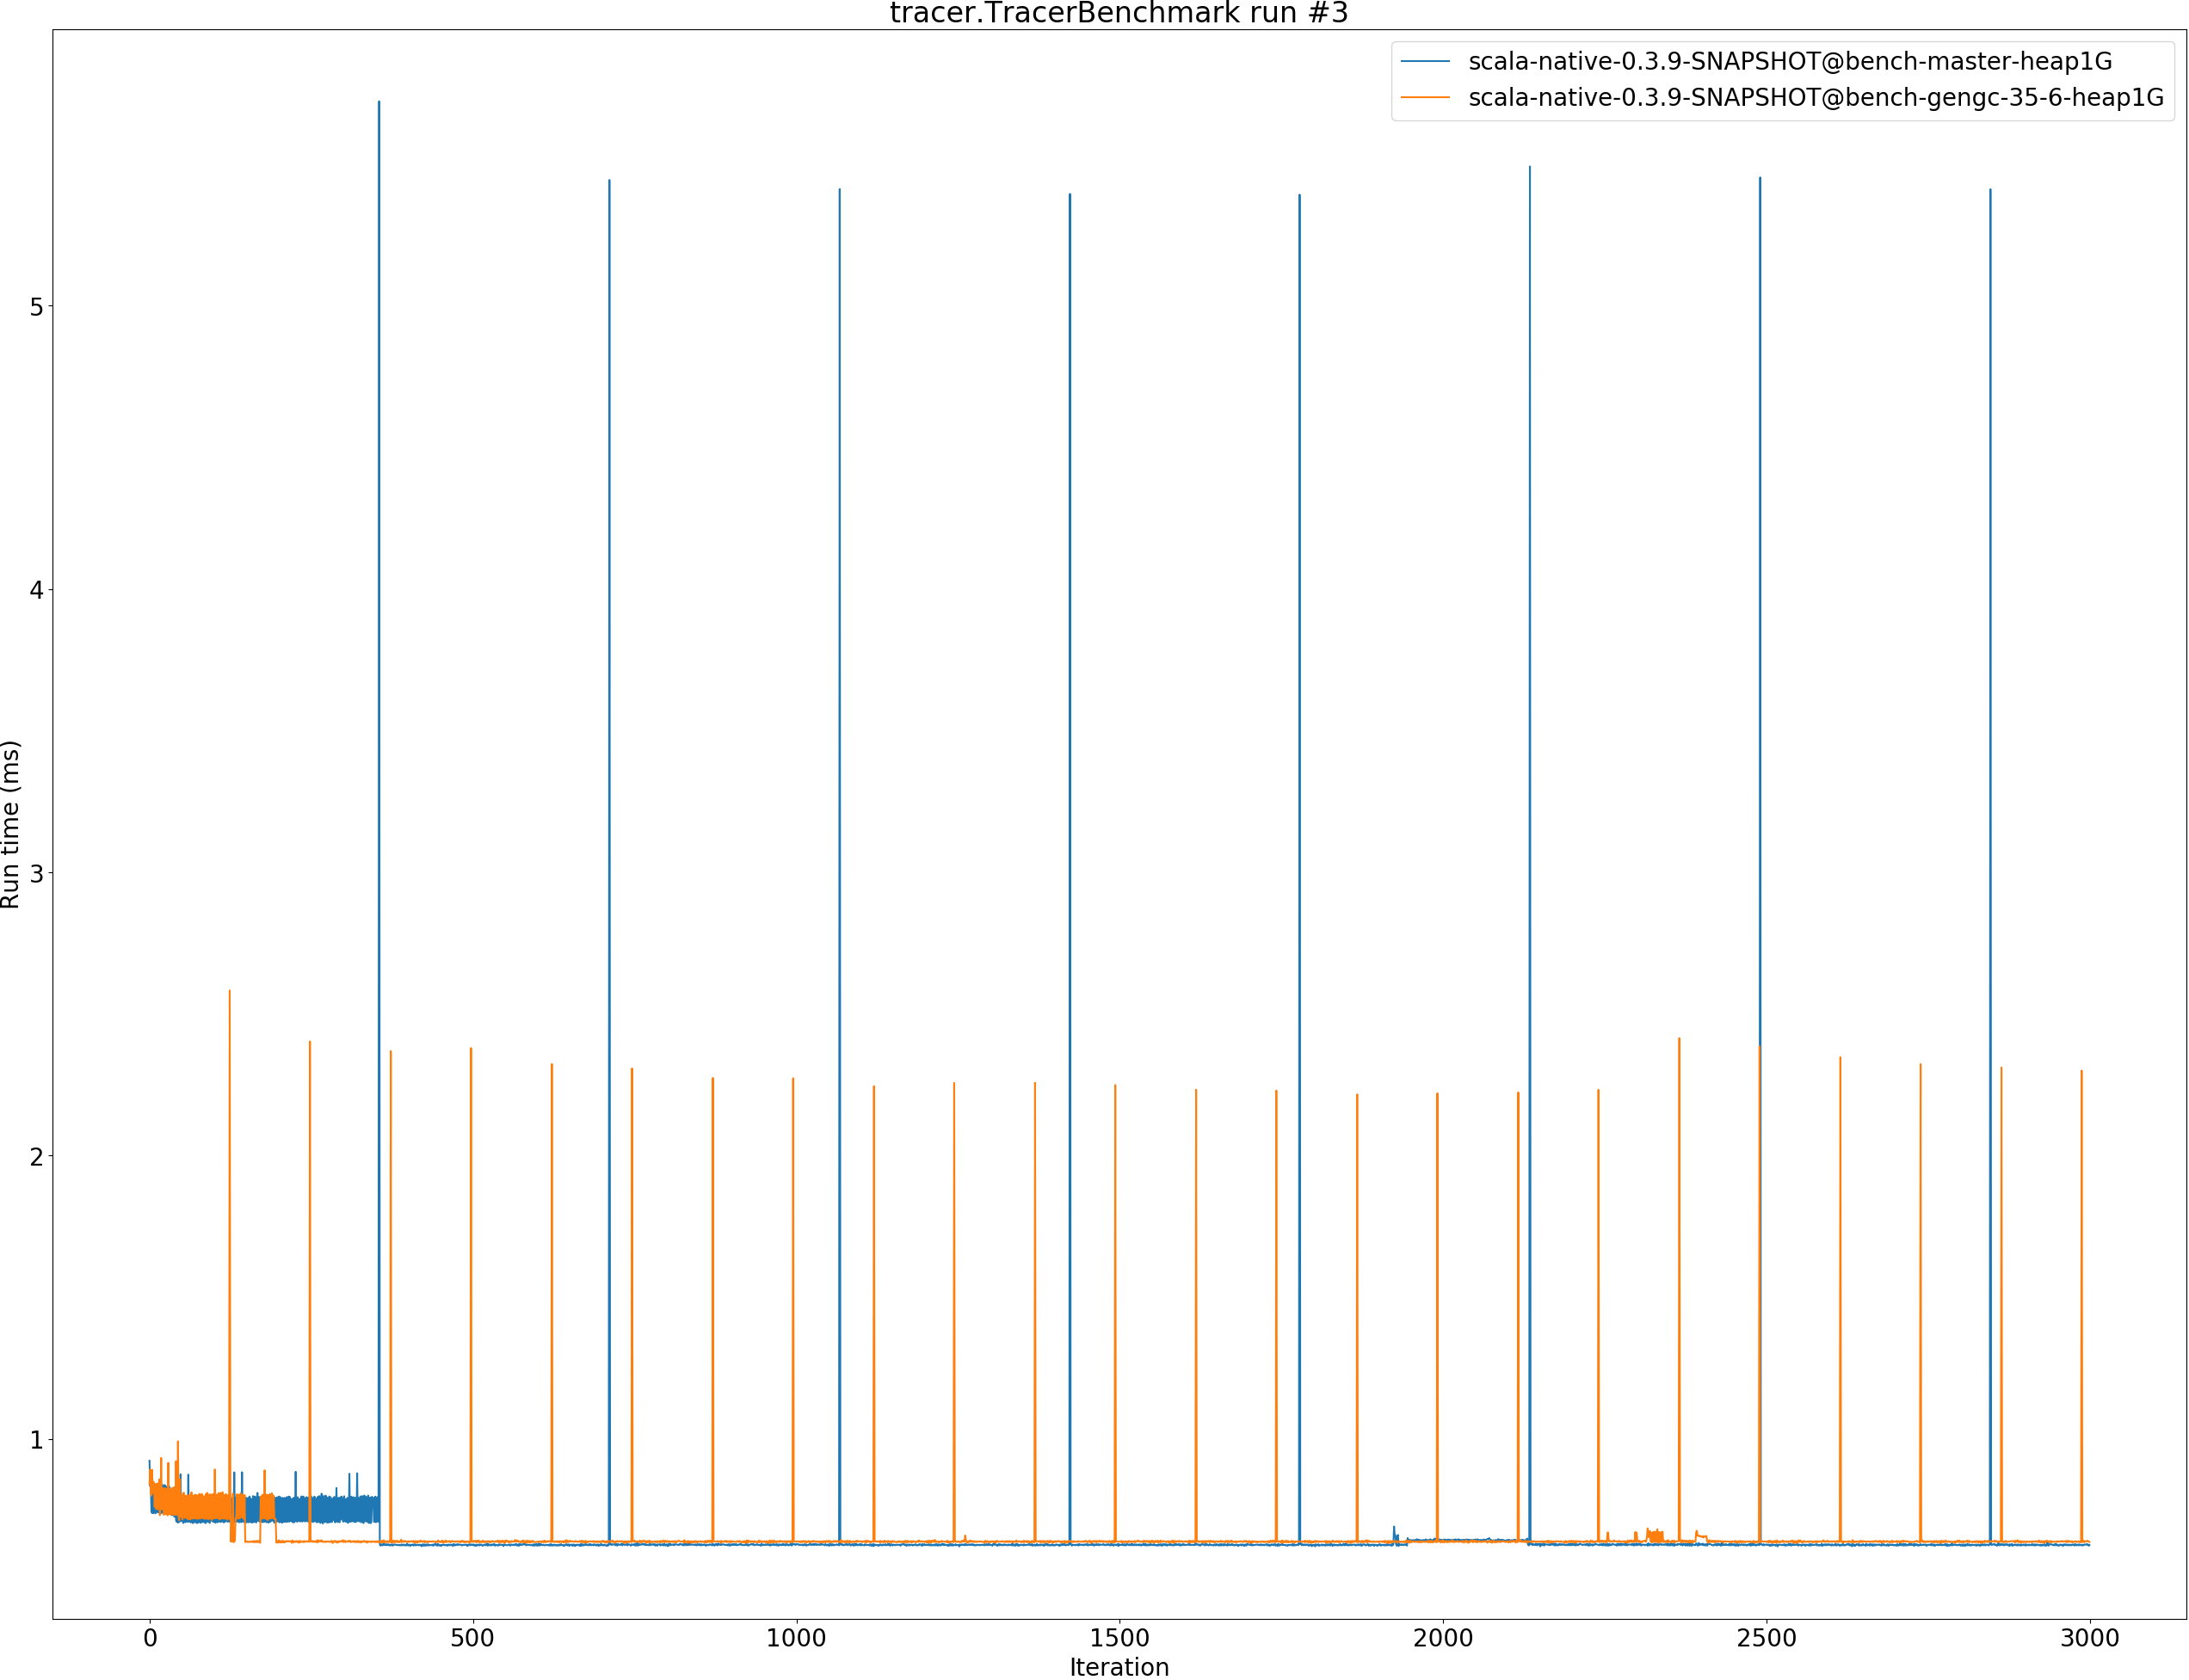 tracer.TracerBenchmark run #3
scala-native-0.3.9-SNAPSHOT@bench-master-heap1G
scala-native-0.3.9-SNAPSHOT@bench-gengc-35-6-heap1G
Run time (ms)
5
4
3
2
1
0 500 1000 1500 2000 2500 3000
Iteration